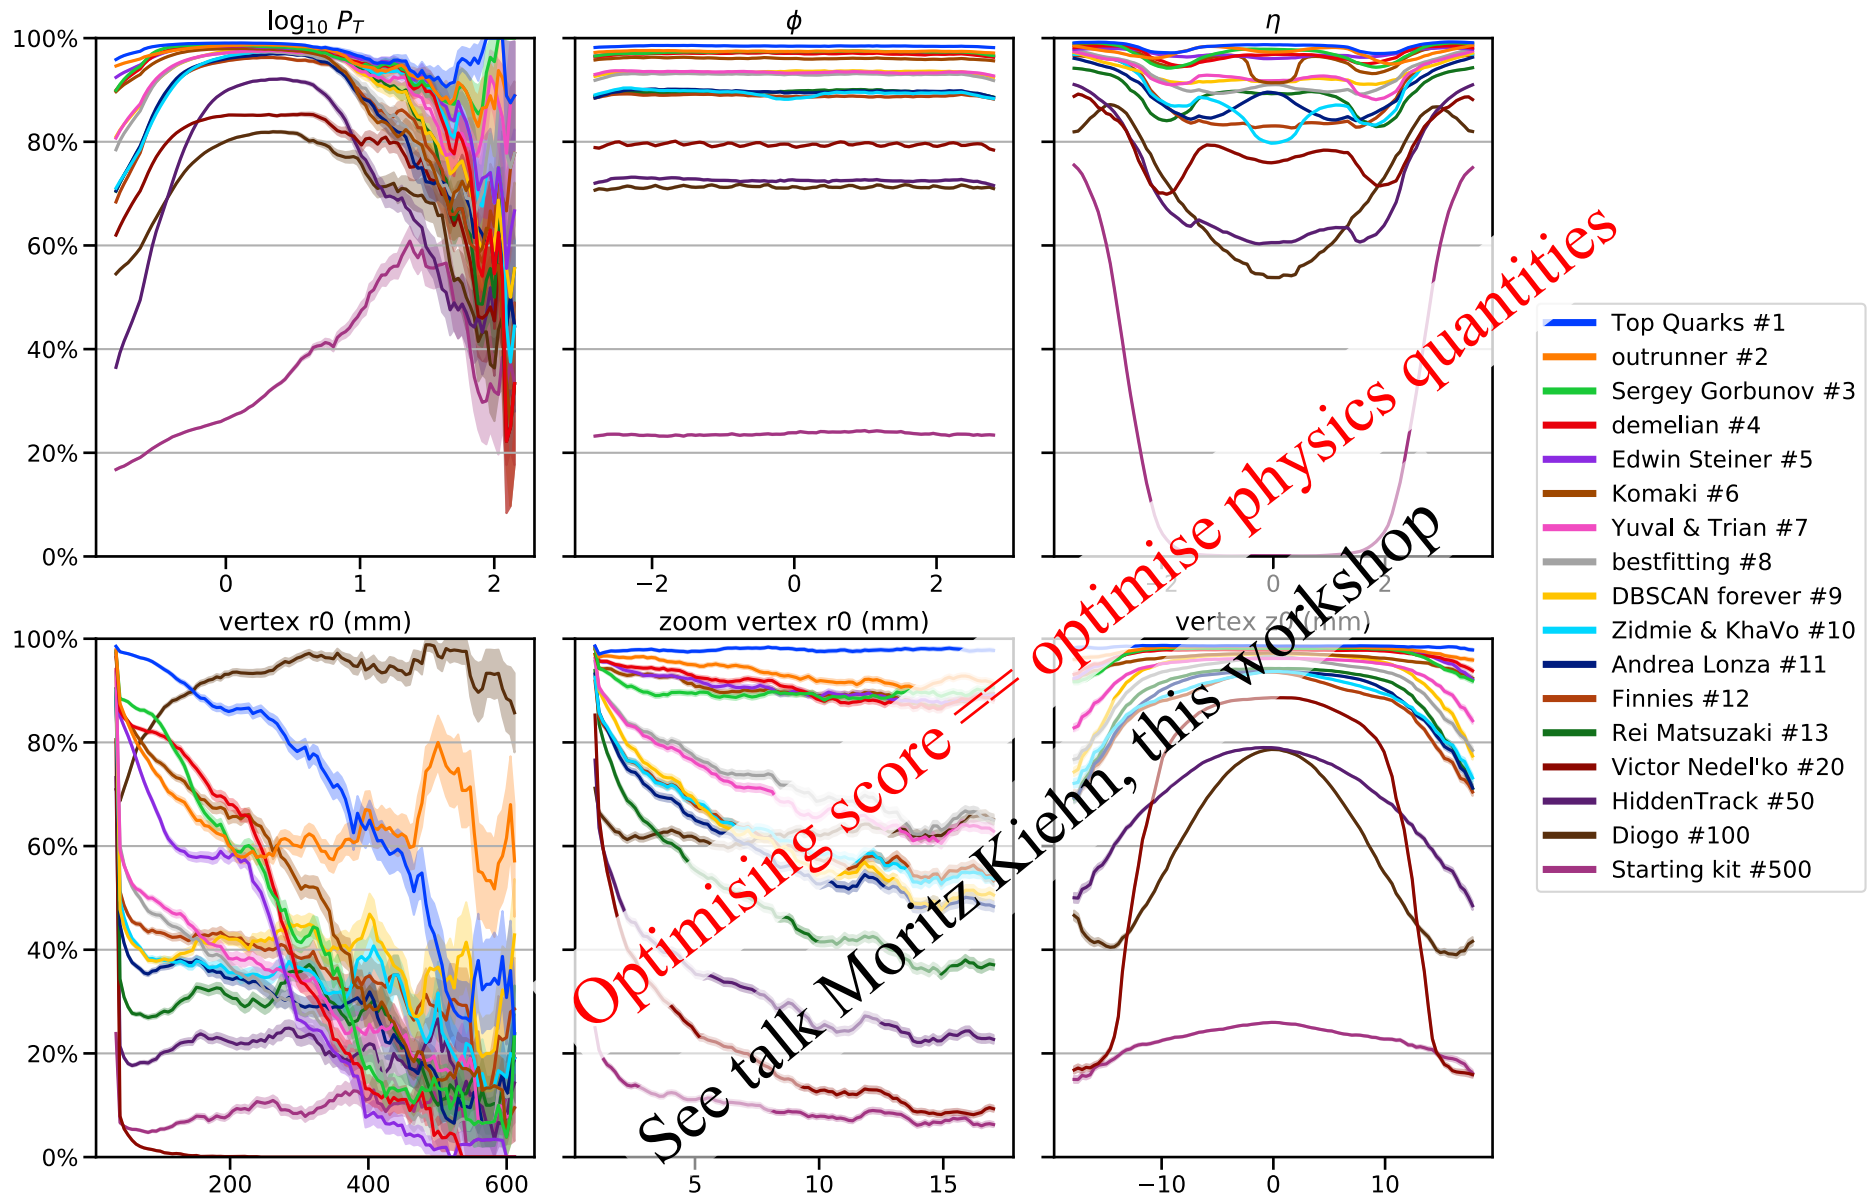 log₁₀ P_T
ϕ
η
100%
80%
60%
40%
20%
0%
0 1 2
−2 0 2
−2 0 2
vertex r0 (mm)
zoom vertex r0 (mm)
vertex z0 (mm)
100%
80%
60%
40%
20%
0%
200 400 600
5 10 15
−10 0 10
Optimising score == optimise physics quantities
See talk Moritz Kiehn, this workshop
Top Quarks #1
outrunner #2
Sergey Gorbunov #3
demelian #4
Edwin Steiner #5
Komaki #6
Yuval & Trian #7
bestfitting #8
DBSCAN forever #9
Zidmie & KhaVo #10
Andrea Lonza #11
Finnies #12
Rei Matsuzaki #13
Victor Nedel'ko #20
HiddenTrack #50
Diogo #100
Starting kit #500